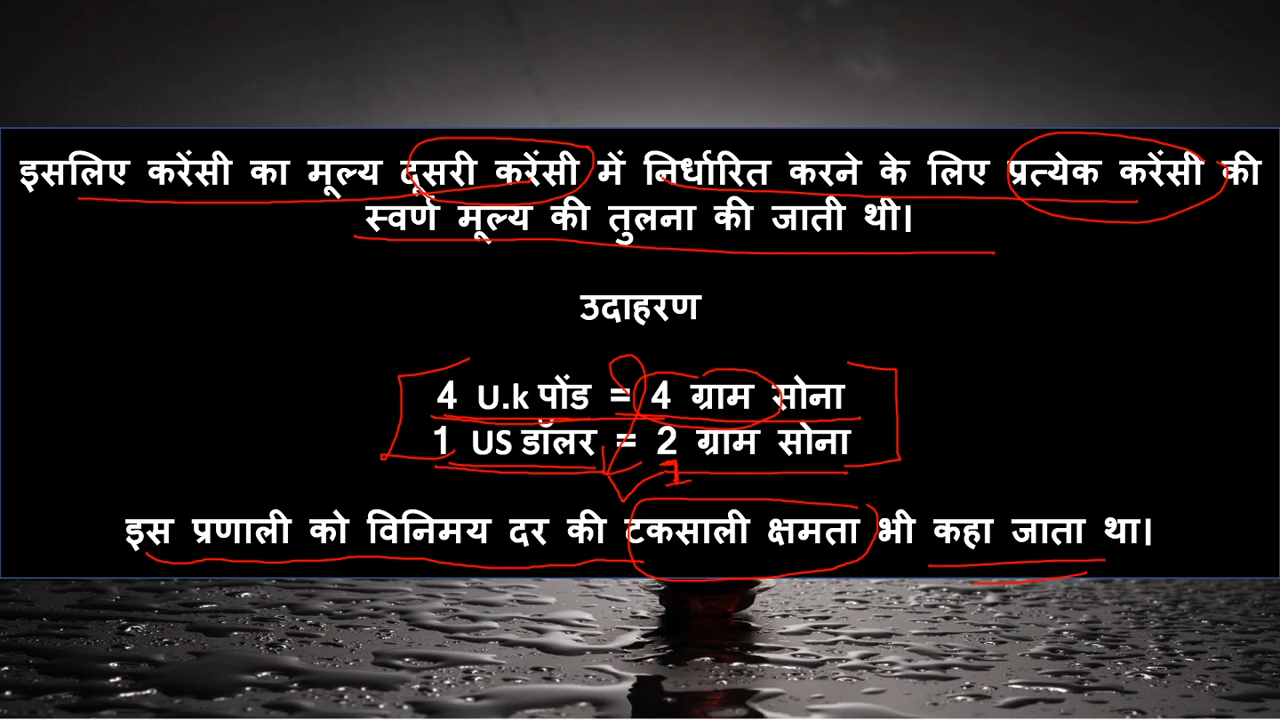 इसलिए करेंसी का मूल्य दूसरी करेंसी में निर्धारित करने के लिए प्रत्येक करेंसी की
स्वर्ण मूल्य की तुलना की जाती थी।
उदाहरण
4 U.k पोंड = 4 ग्राम सोना
1 US डॉलर = 2 ग्राम सोना
1
इस प्रणाली को विनिमय दर की टकसाली क्षमता भी कहा जाता था।